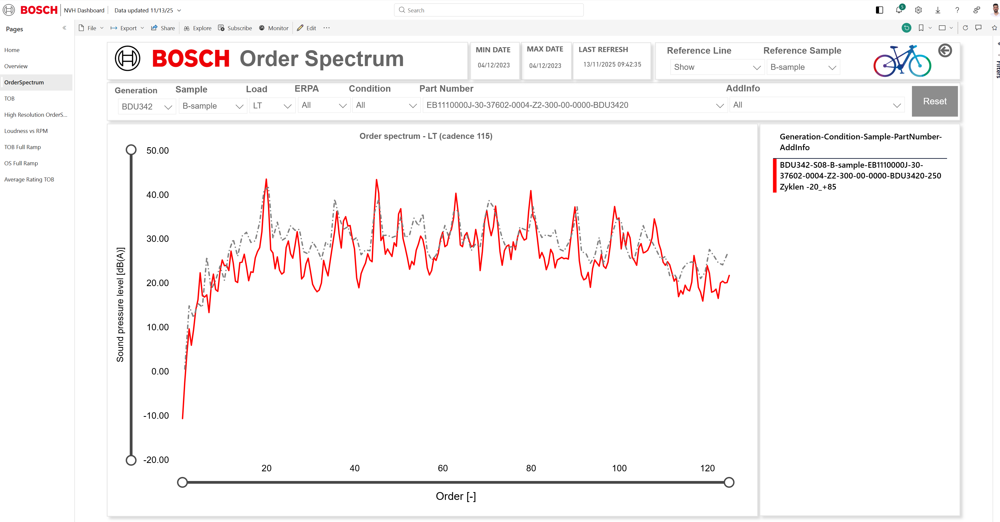 BOSCH
NVH Dashboard
Data updated 11/13/25
Search
5
Pages
File
Export
Share
Explore
Subscribe
Monitor
Edit
Home
Overview
OrderSpectrum
TOB
High Resolution OrderS...
Loudness vs RPM
TOB Full Ramp
OS Full Ramp
Average Rating TOB
BOSCH Order Spectrum
MIN DATE
04/12/2023
MAX DATE
04/12/2023
LAST REFRESH
13/11/2025 09:42:35
Reference Line
Show
Reference Sample
B-sample
Filters
Generation
BDU342
Sample
B-sample
Load
LT
ERPA
All
Condition
All
Part Number
EB1110000J-30-37602-0004-Z2-300-00-0000-BDU3420
AddInfo
All
Reset
Order spectrum - LT (cadence 115)
Sound pressure level [dB(A)]
50.00
40.00
30.00
20.00
10.00
0.00
-10.00
-20.00
20
40
60
80
100
120
Order [-]
Generation-Condition-Sample-PartNumber-
AddInfo
BDU342-S08-B-sample-EB1110000J-30-
37602-0004-Z2-300-00-0000-BDU3420-250
Zyklen -20_+85